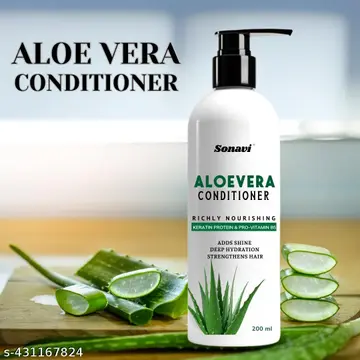 ALOE VERA
CONDITIONER
Sonavi
ALOEVERA
CONDITIONER
RICHLY NOURISHING
KERATIN PROTEIN & PRO-VITAMIN B5
ADDS SHINE
DEEP HYDRATION
STRENGTHENS HAIR
200 ml
s-431167824